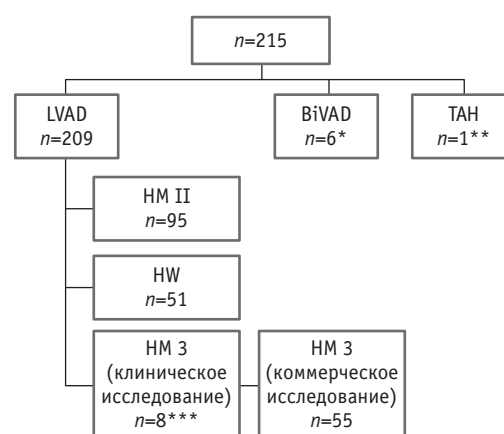 n=215
LVAD
n=209
BiVAD
n=6*
TAH
n=1**
HM II
n=95
HW
n=51
HM 3
(клиническое
исследование)
n=8***
HM 3
(коммерческое
исследование)
n=55